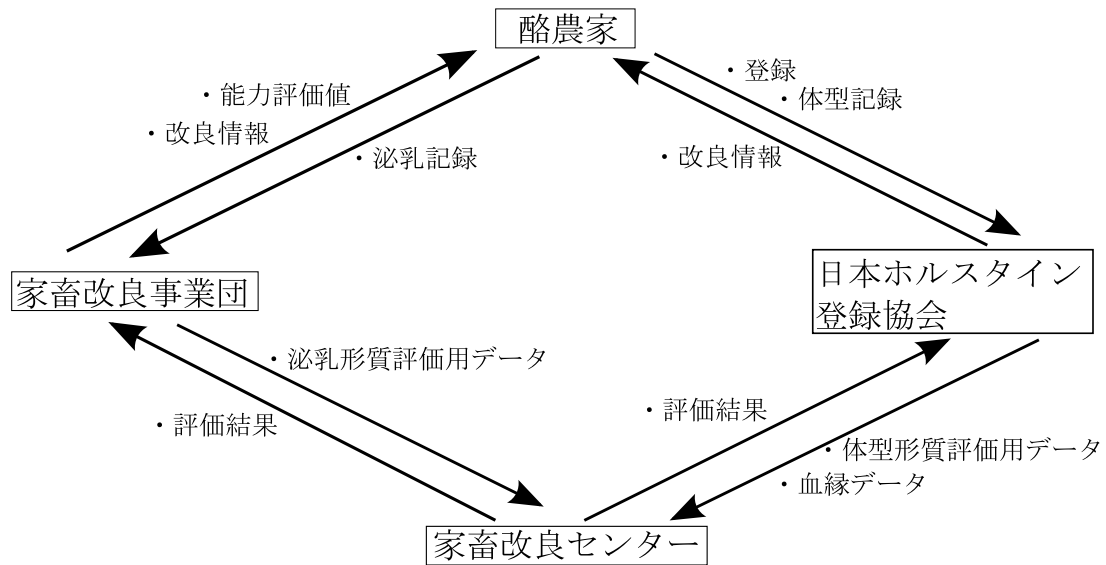 酪農家
・登録
・能力評価値
・体型記録
・改良情報
・泌乳記録
・改良情報
家畜改良事業団
日本ホルスタイン
登録協会
・泌乳形質評価用データ
・評価結果
・評価結果
・体型形質評価用データ
・血縁データ
家畜改良センター